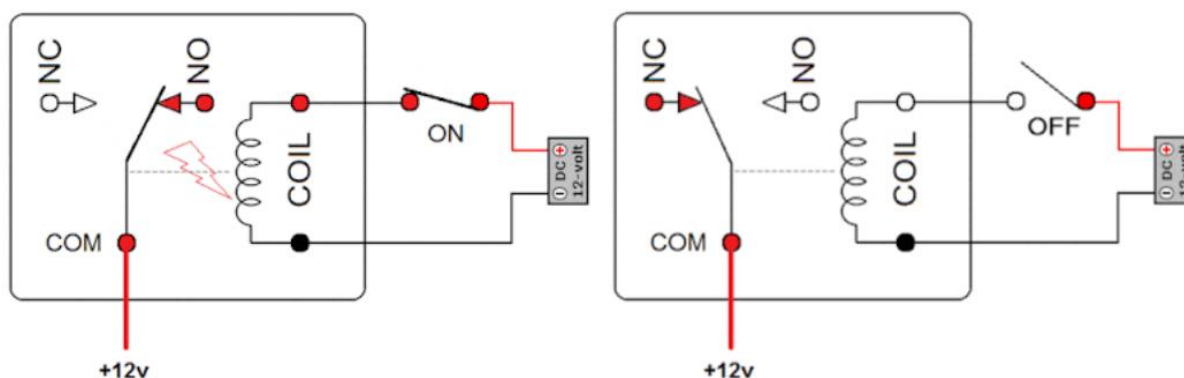 NC
NO
COIL
ON
⊖ DC ⊕
12-volt
COM
+12v
NC
NO
COIL
OFF
⊖ DC ⊕
12-volt
COM
+12v